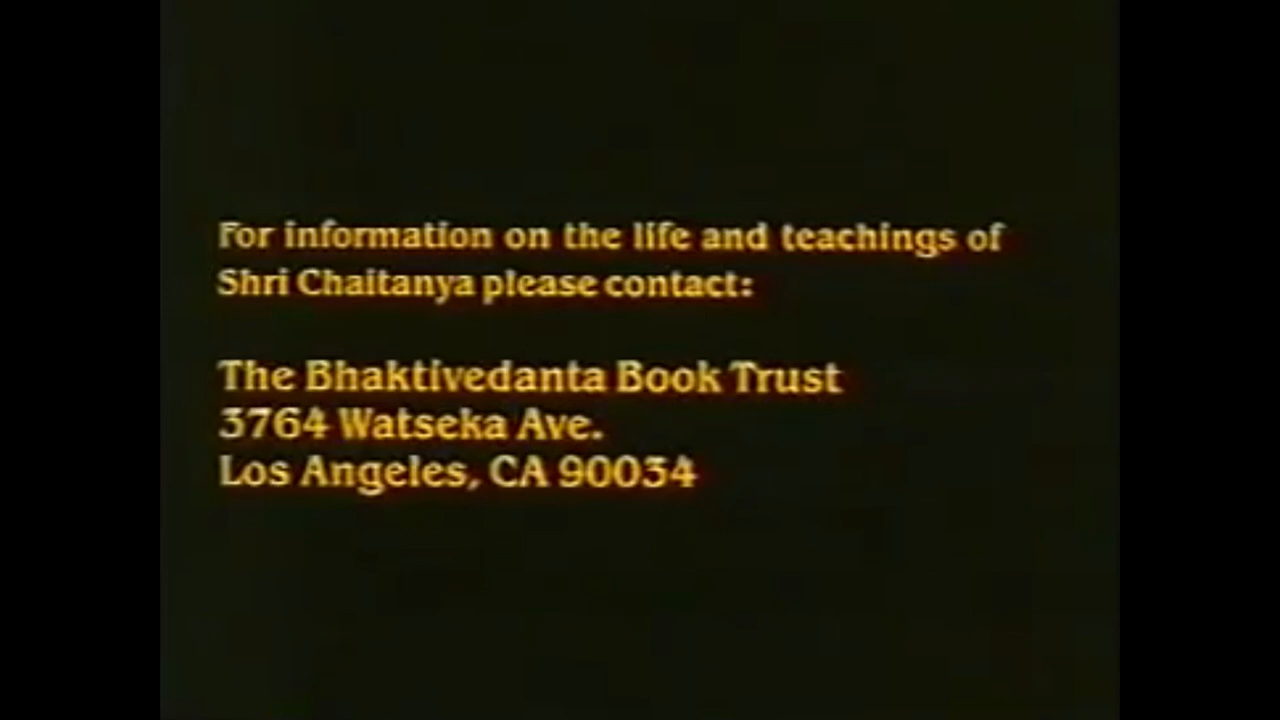 For information on the life and teachings of
Shri Chaitanya please contact:
The Bhaktivedanta Book Trust
3764 Watseka Ave.
Los Angeles, CA 90034